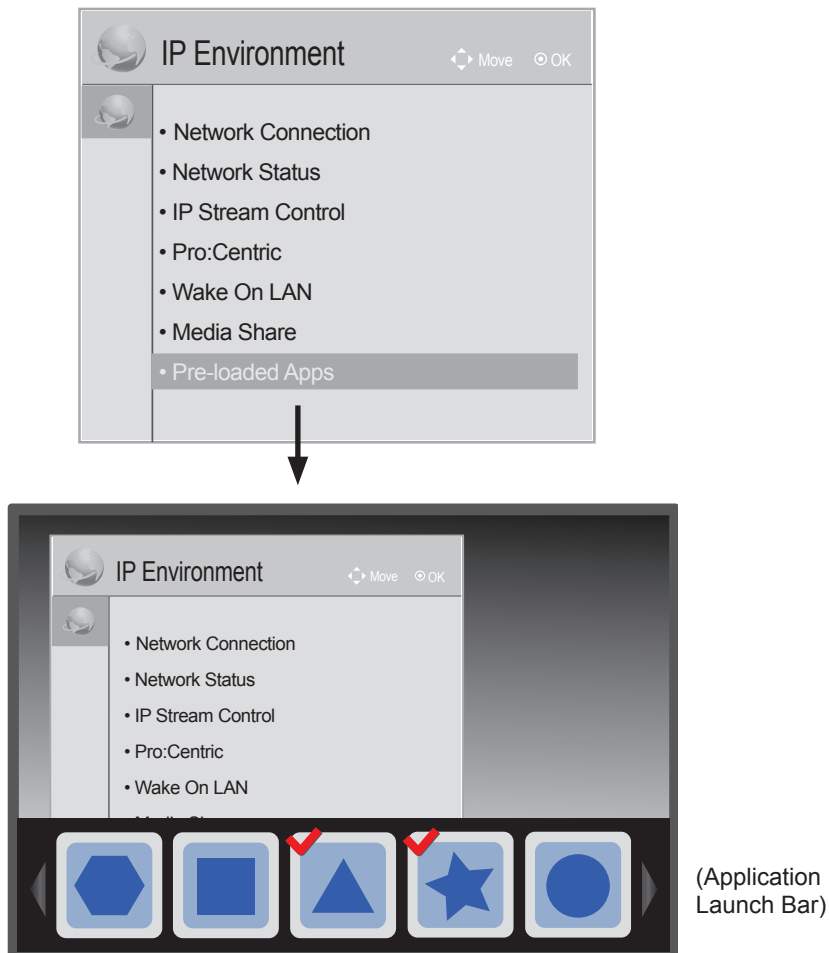 IP Environment Move OK
• Network Connection
• Network Status
• IP Stream Control
• Pro:Centric
• Wake On LAN
• Media Share
• Pre-loaded Apps
IP Environment Move OK
• Network Connection
• Network Status
• IP Stream Control
• Pro:Centric
• Wake On LAN
(Application
Launch Bar)